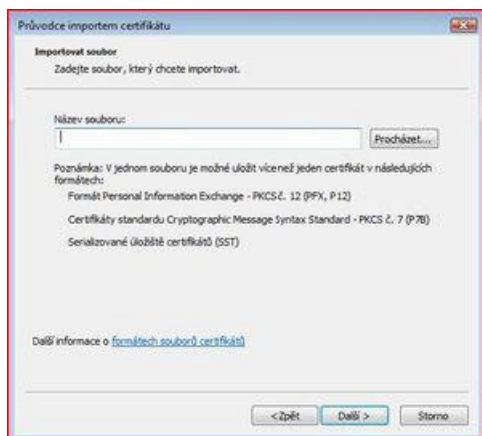 Průvodce importem certifikátu
Importovat soubor
Zadejte soubor, který chcete importovat.
Název souboru:
Procházet...
Poznámka: V jednom souboru je možné uložit více než jeden certifikát v následujících
formátech:
Formát Personal Information Exchange - PKCS č. 12 (PFX, P12)
Certifikáty standardu Cryptographic Message Syntax Standard - PKCS č. 7 (P7B)
Serializované úložiště certifikátů (SST)
Další informace o formátech souborů certifikátů
< Zpět Další > Storno